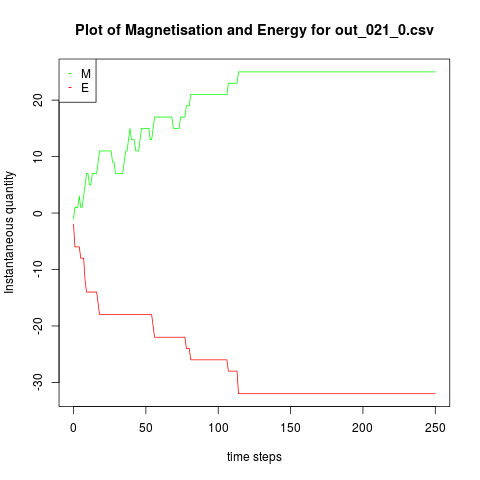 Plot of Magnetisation and Energy for out_021_0.csv
M
E
Instantaneous quantity
20
10
0
-10
-20
-30
0 50 100 150 200 250
time steps